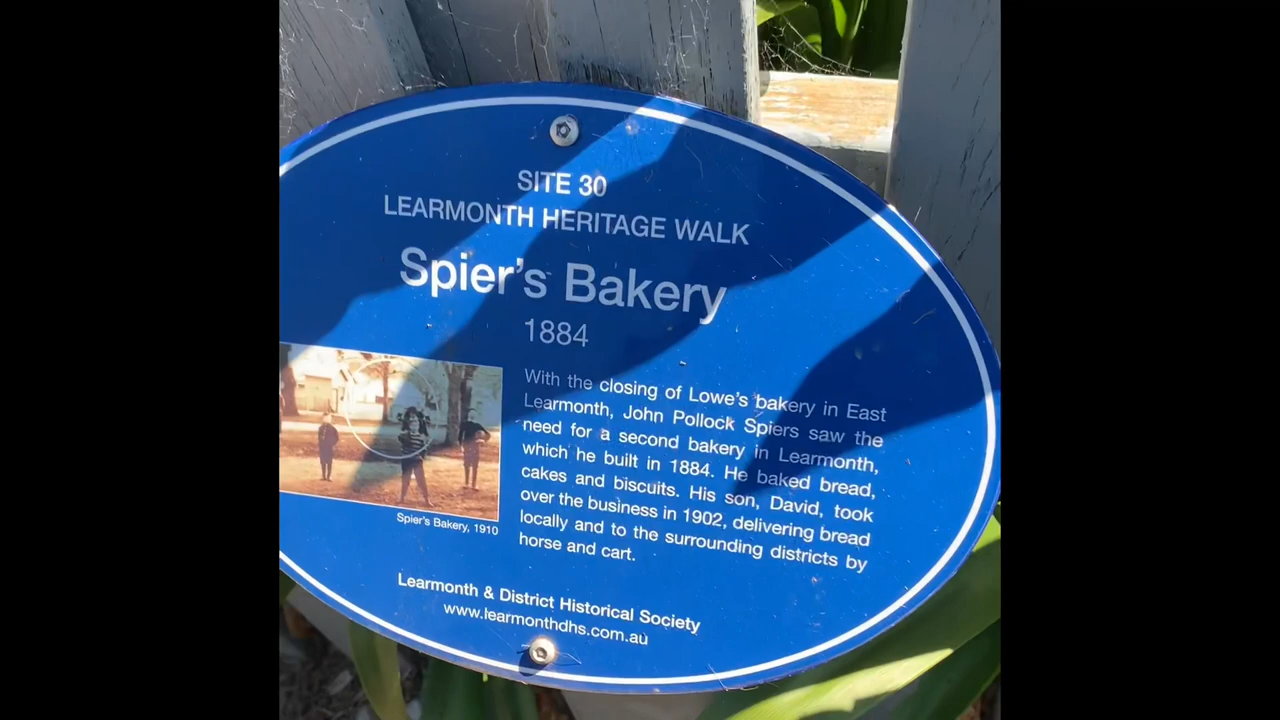 SITE 30
LEARMONTH HERITAGE WALK
Spier's Bakery
1884
With the closing of Lowe's bakery in East
Learmonth, John Pollock Spiers saw the
need for a second bakery in Learmonth,
which he built in 1884. He baked bread,
cakes and biscuits. His son, David, took
over the business in 1902, delivering bread
locally and to the surrounding districts by
horse and cart.
Spier's Bakery, 1910
Learmonth & District Historical Society
www.learmonthdhs.com.au